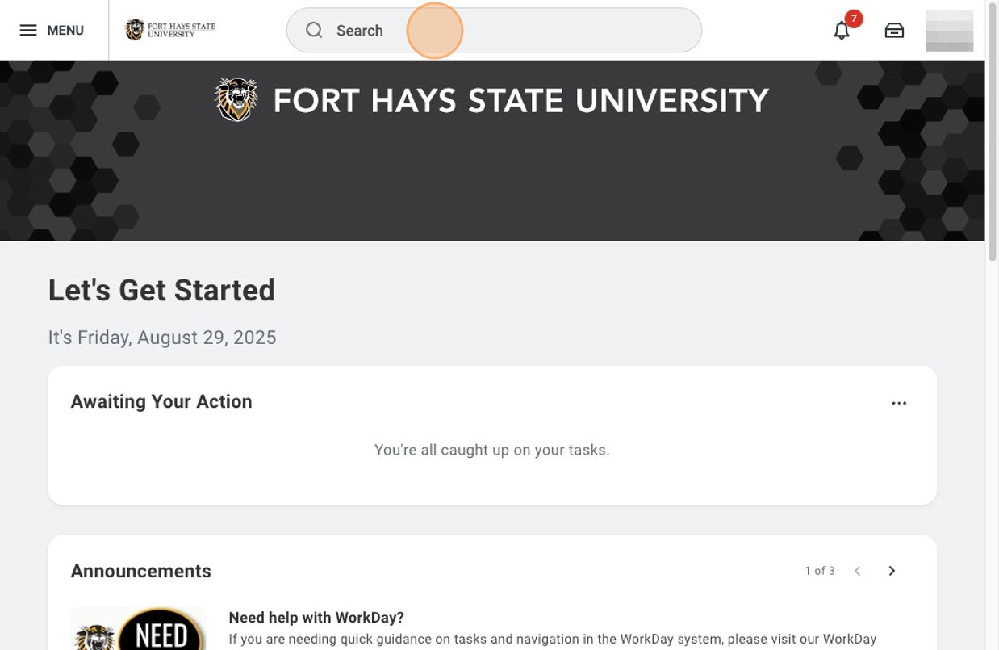 MENU
FORT HAYS STATE
UNIVERSITY
Search
7
FORT HAYS STATE UNIVERSITY
Let's Get Started
It's Friday, August 29, 2025
Awaiting Your Action
You're all caught up on your tasks.
Announcements
1 of 3
NEED
Need help with WorkDay?
If you are needing quick guidance on tasks and navigation in the WorkDay system, please visit our WorkDay